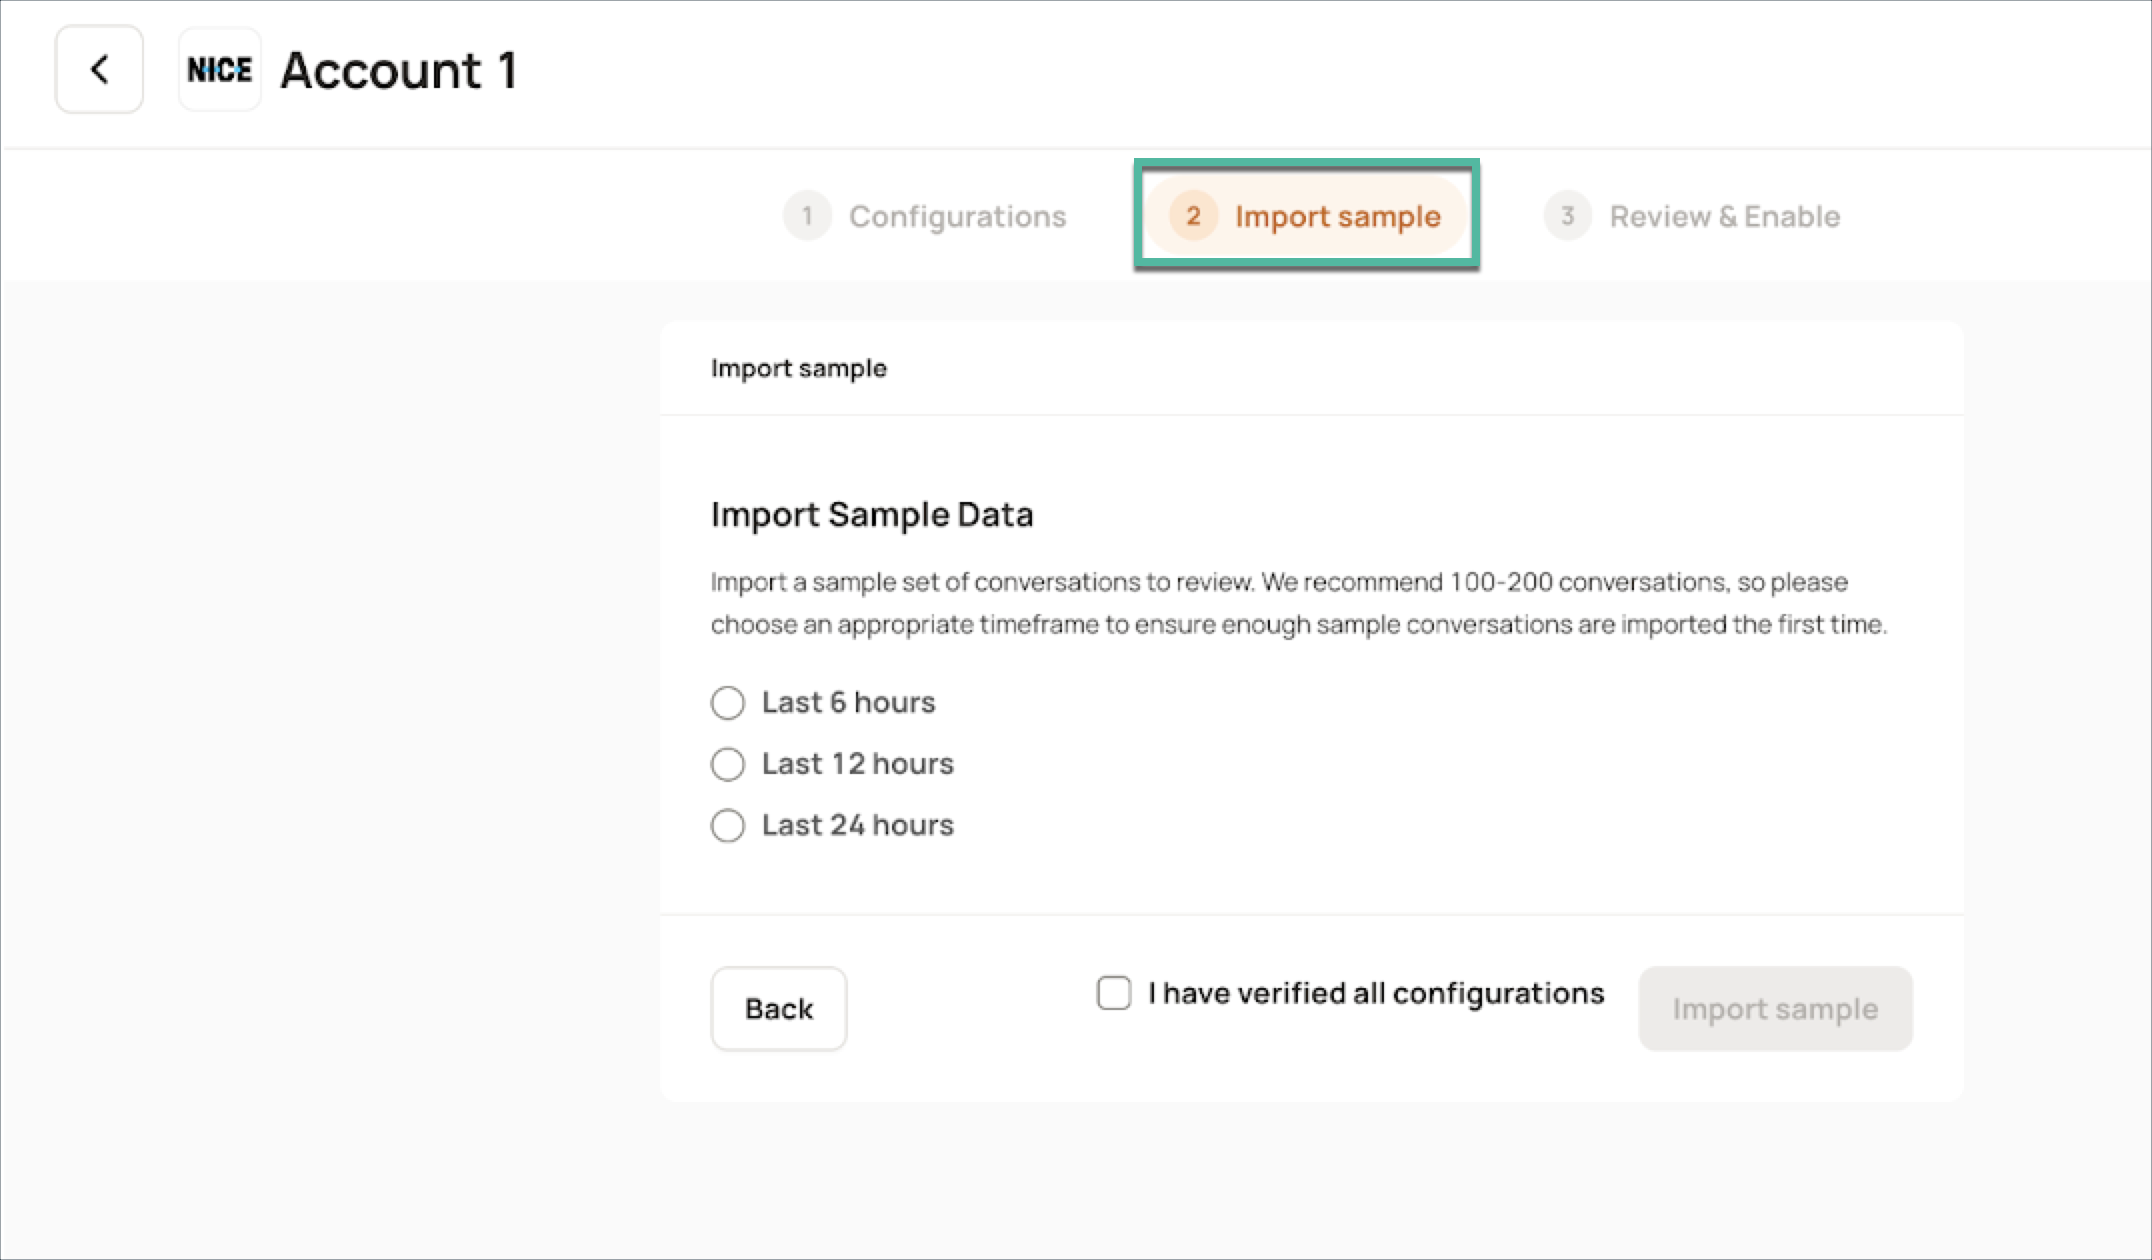 NICE Account 1
1 Configurations
2 Import sample
3 Review & Enable
Import sample
Import Sample Data
Import a sample set of conversations to review. We recommend 100-200 conversations, so please
choose an appropriate timeframe to ensure enough sample conversations are imported the first time.
Last 6 hours
Last 12 hours
Last 24 hours
Back
I have verified all configurations
Import sample